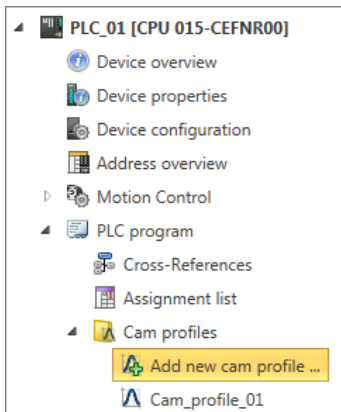 PLC_01 [CPU 015-CEFNR00]
Device overview
Device properties
Device configuration
Address overview
Motion Control
PLC program
Cross-References
Assignment list
Cam profiles
Add new cam profile ...
Cam_profile_01